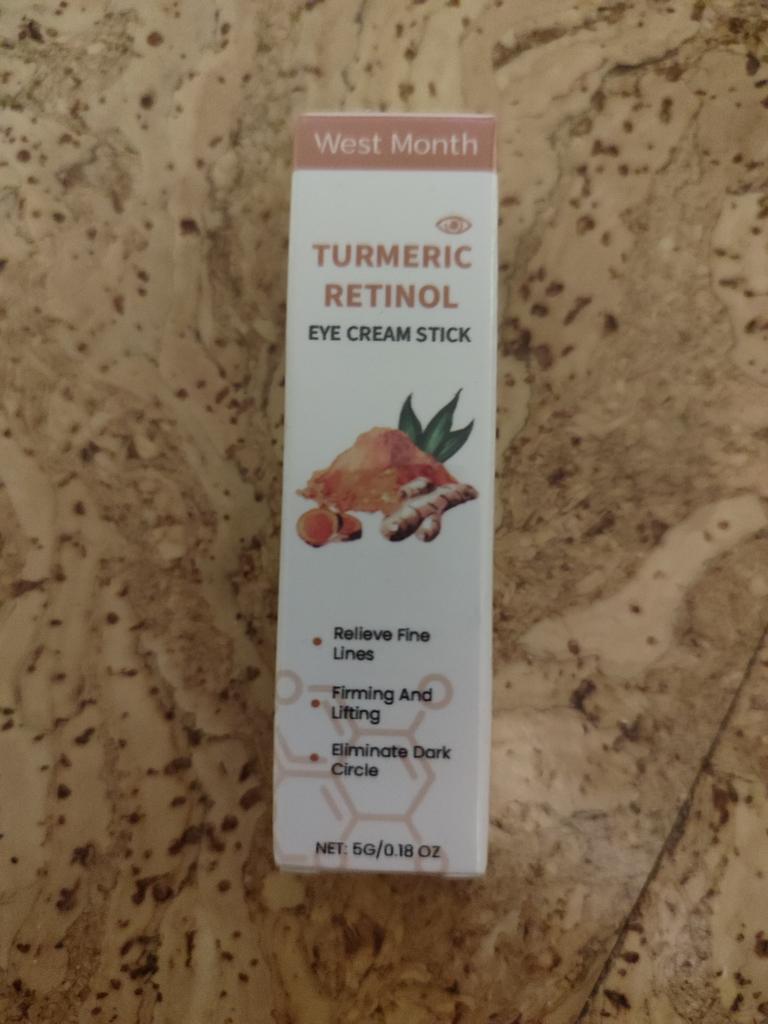 West Month
TURMERIC
RETINOL
EYE CREAM STICK
• Relieve Fine
Lines
• Firming And
Lifting
• Eliminate Dark
Circle
NET: 5G/0.18 OZ